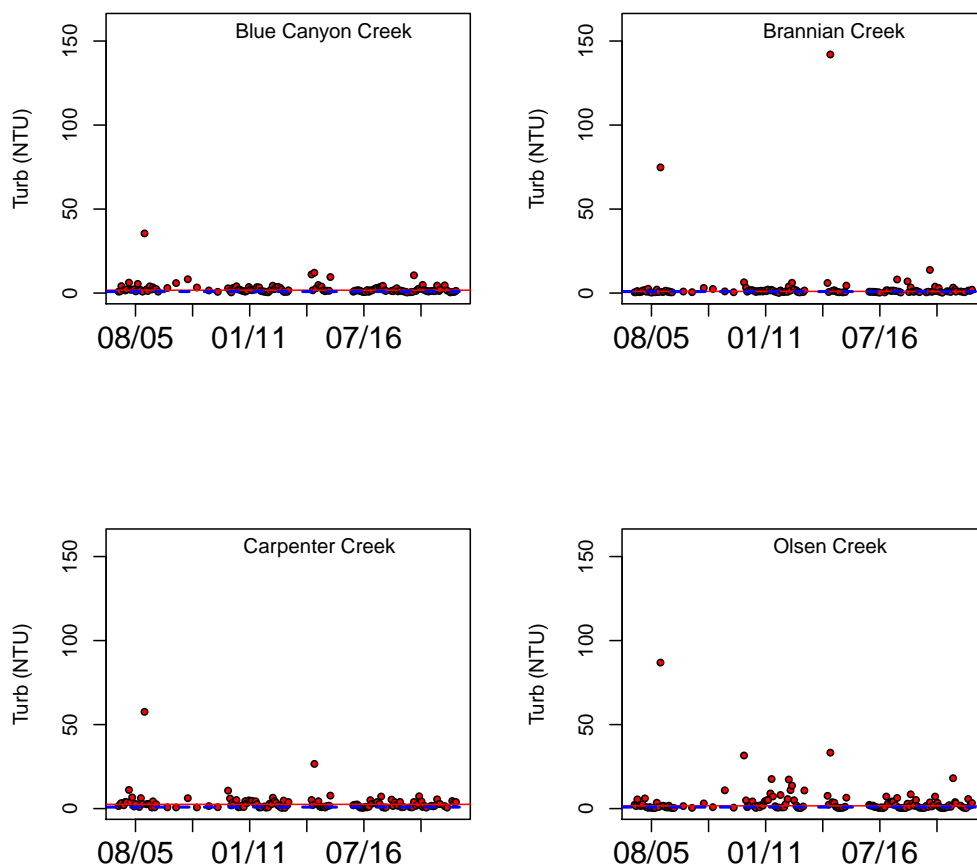 Blue Canyon Creek
Turb (NTU)
150
100
50
0
08/05 01/11 07/16
Brannian Creek
Turb (NTU)
150
100
50
0
08/05 01/11 07/16
Carpenter Creek
Turb (NTU)
150
100
50
0
08/05 01/11 07/16
Olsen Creek
Turb (NTU)
150
100
50
0
08/05 01/11 07/16